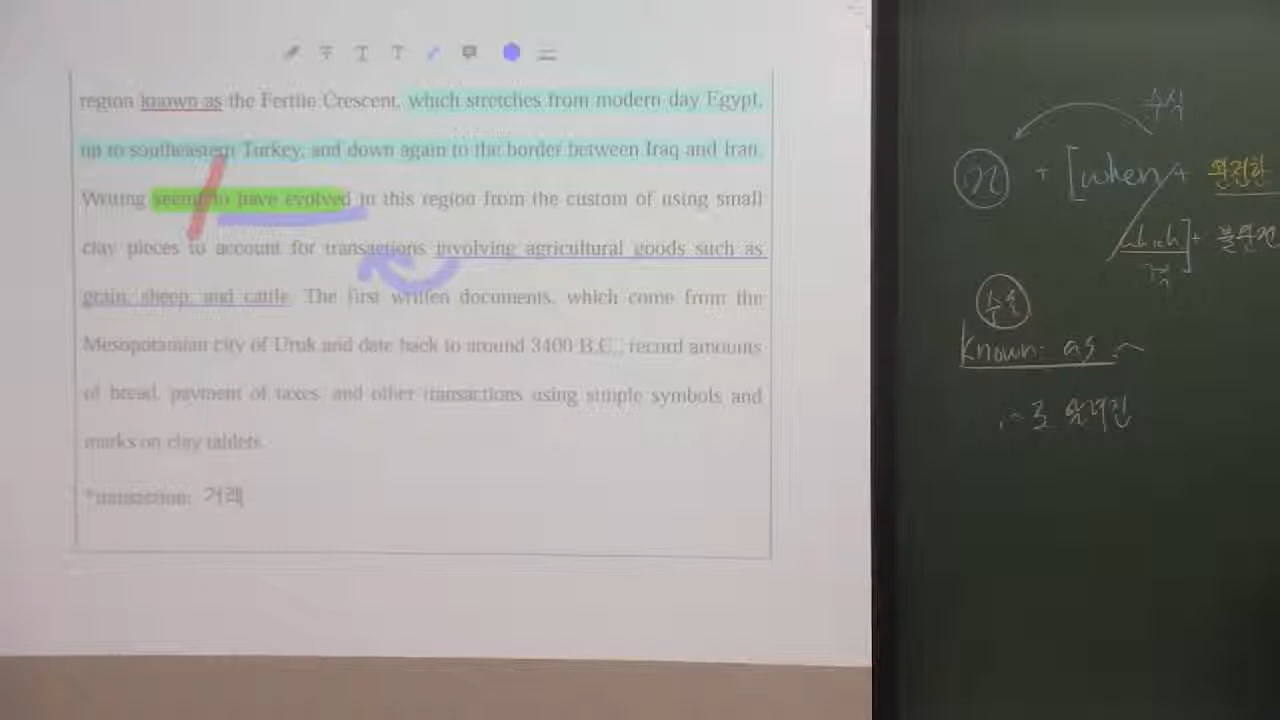 region known as the Fertile Crescent, which stretches from modern day Egypt,
up to southeastern Turkey, and down again to the border between Iraq and Iran.
Writing seems to have evolved in this region from the custom of using small
clay pieces to account for transactions involving agricultural goods such as
grain, sheep, and cattle. The first written documents, which come from the
Mesopotamian city of Uruk and date back to around 3400 B.C., record amounts
of bread, payment of taxes, and other transactions using simple symbols and
marks on clay tablets.
*transaction: 거래
수식
+ [when + 완전한
which] + 불완전
수동
known as ~
~로 알려진